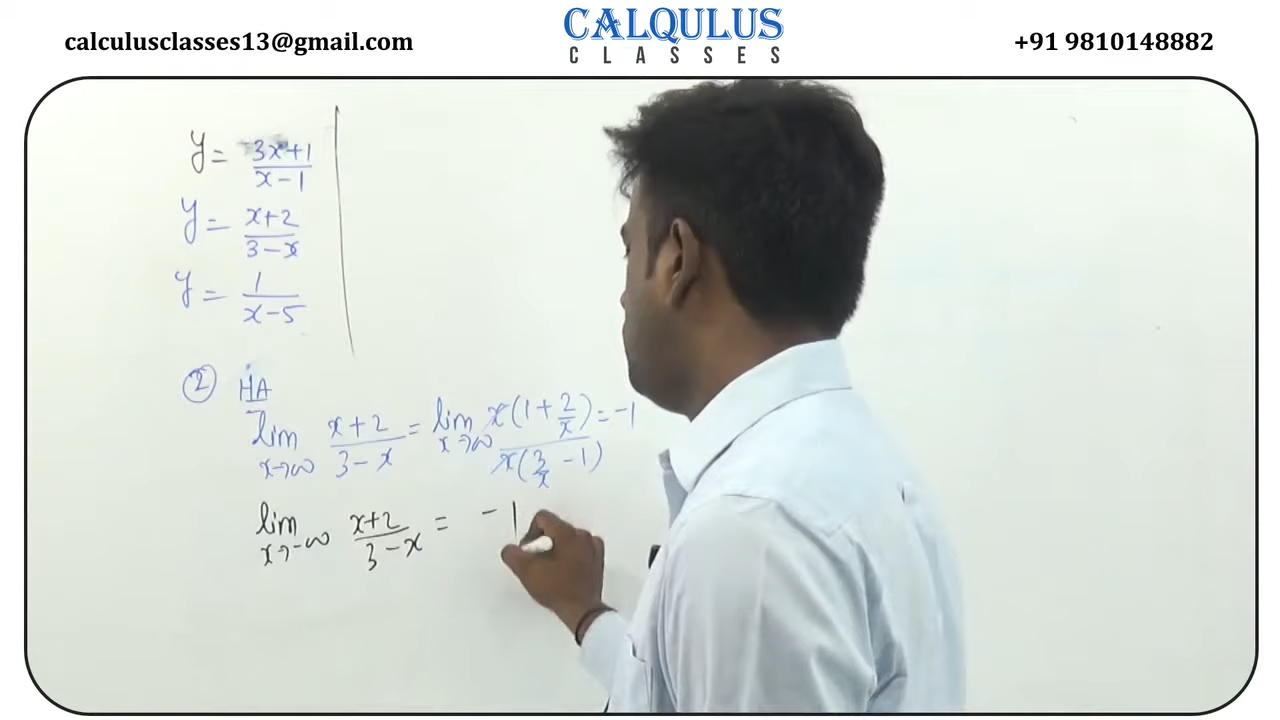 calculusclasses13@gmail.com
CALQULUS
CLASSES
+91 9810148882
y = (3x+1)/(x-1)
y = (x+2)/(3-x)
y = 1/(x-5)
② HA
lim x→∞ (x+2)/(3-x) = lim x→∞ x(1+2/x)/x(3/x-1) = -1
lim x→-∞ (x+2)/(3-x) = -1